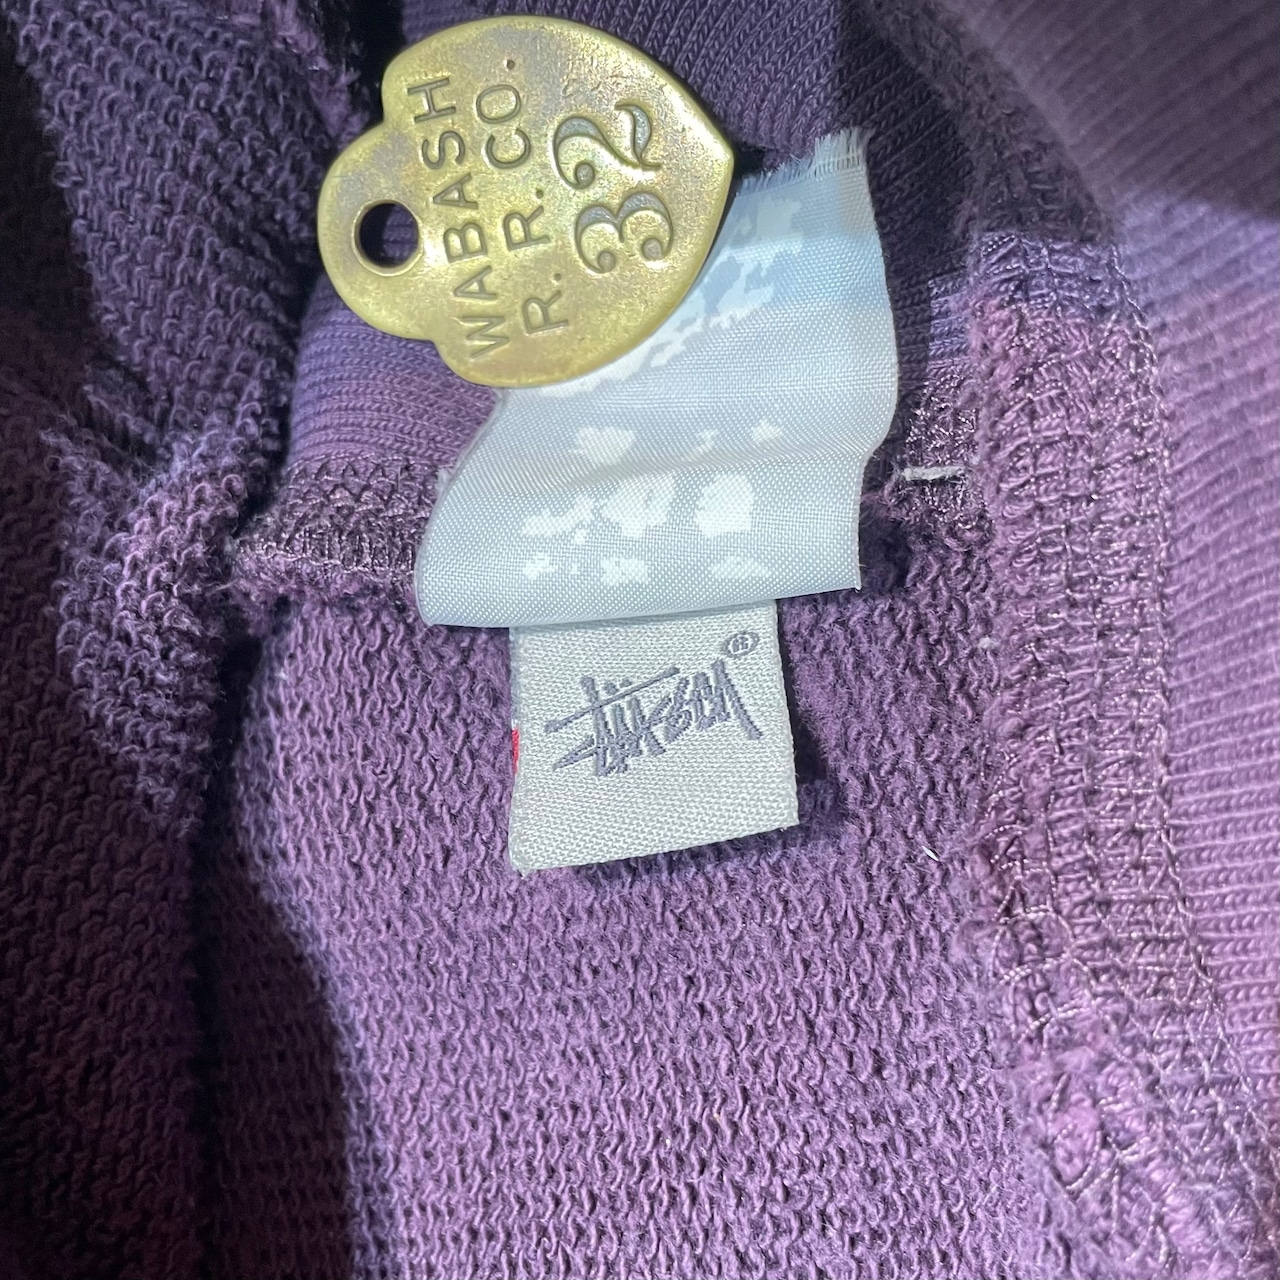 WABASH
R. R. CO.
32
Stüssy ®